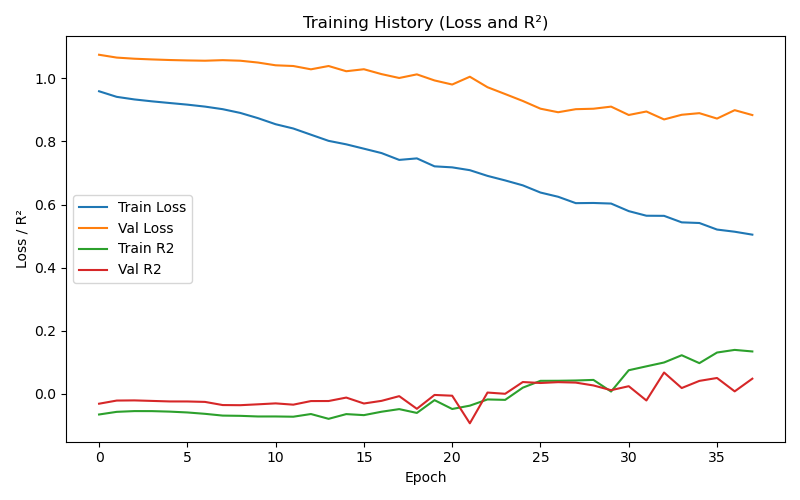 Training History (Loss and R²)
Loss / R²
1.0
0.8
0.6
0.4
0.2
0.0
Train Loss
Val Loss
Train R2
Val R2
0 5 10 15 20 25 30 35
Epoch